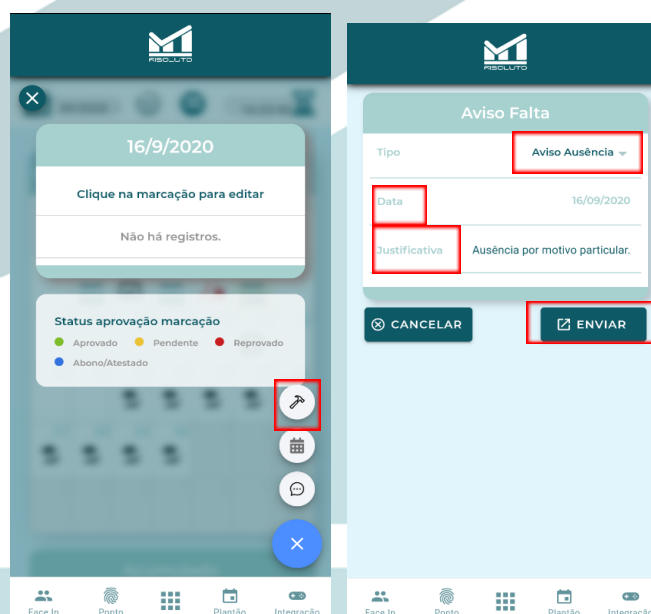 RISOLUTO
16/9/2020
Clique na marcação para editar
Não há registros.
Status aprovação marcação
Aprovado Pendente Reprovado
Abono/Atestado
Face In Ponto Plantão Integração
RISOLUTO
Aviso Falta
Tipo Aviso Ausência
Data 16/09/2020
Justificativa Ausência por motivo particular.
CANCELAR ENVIAR
Face In Ponto Plantão Integração